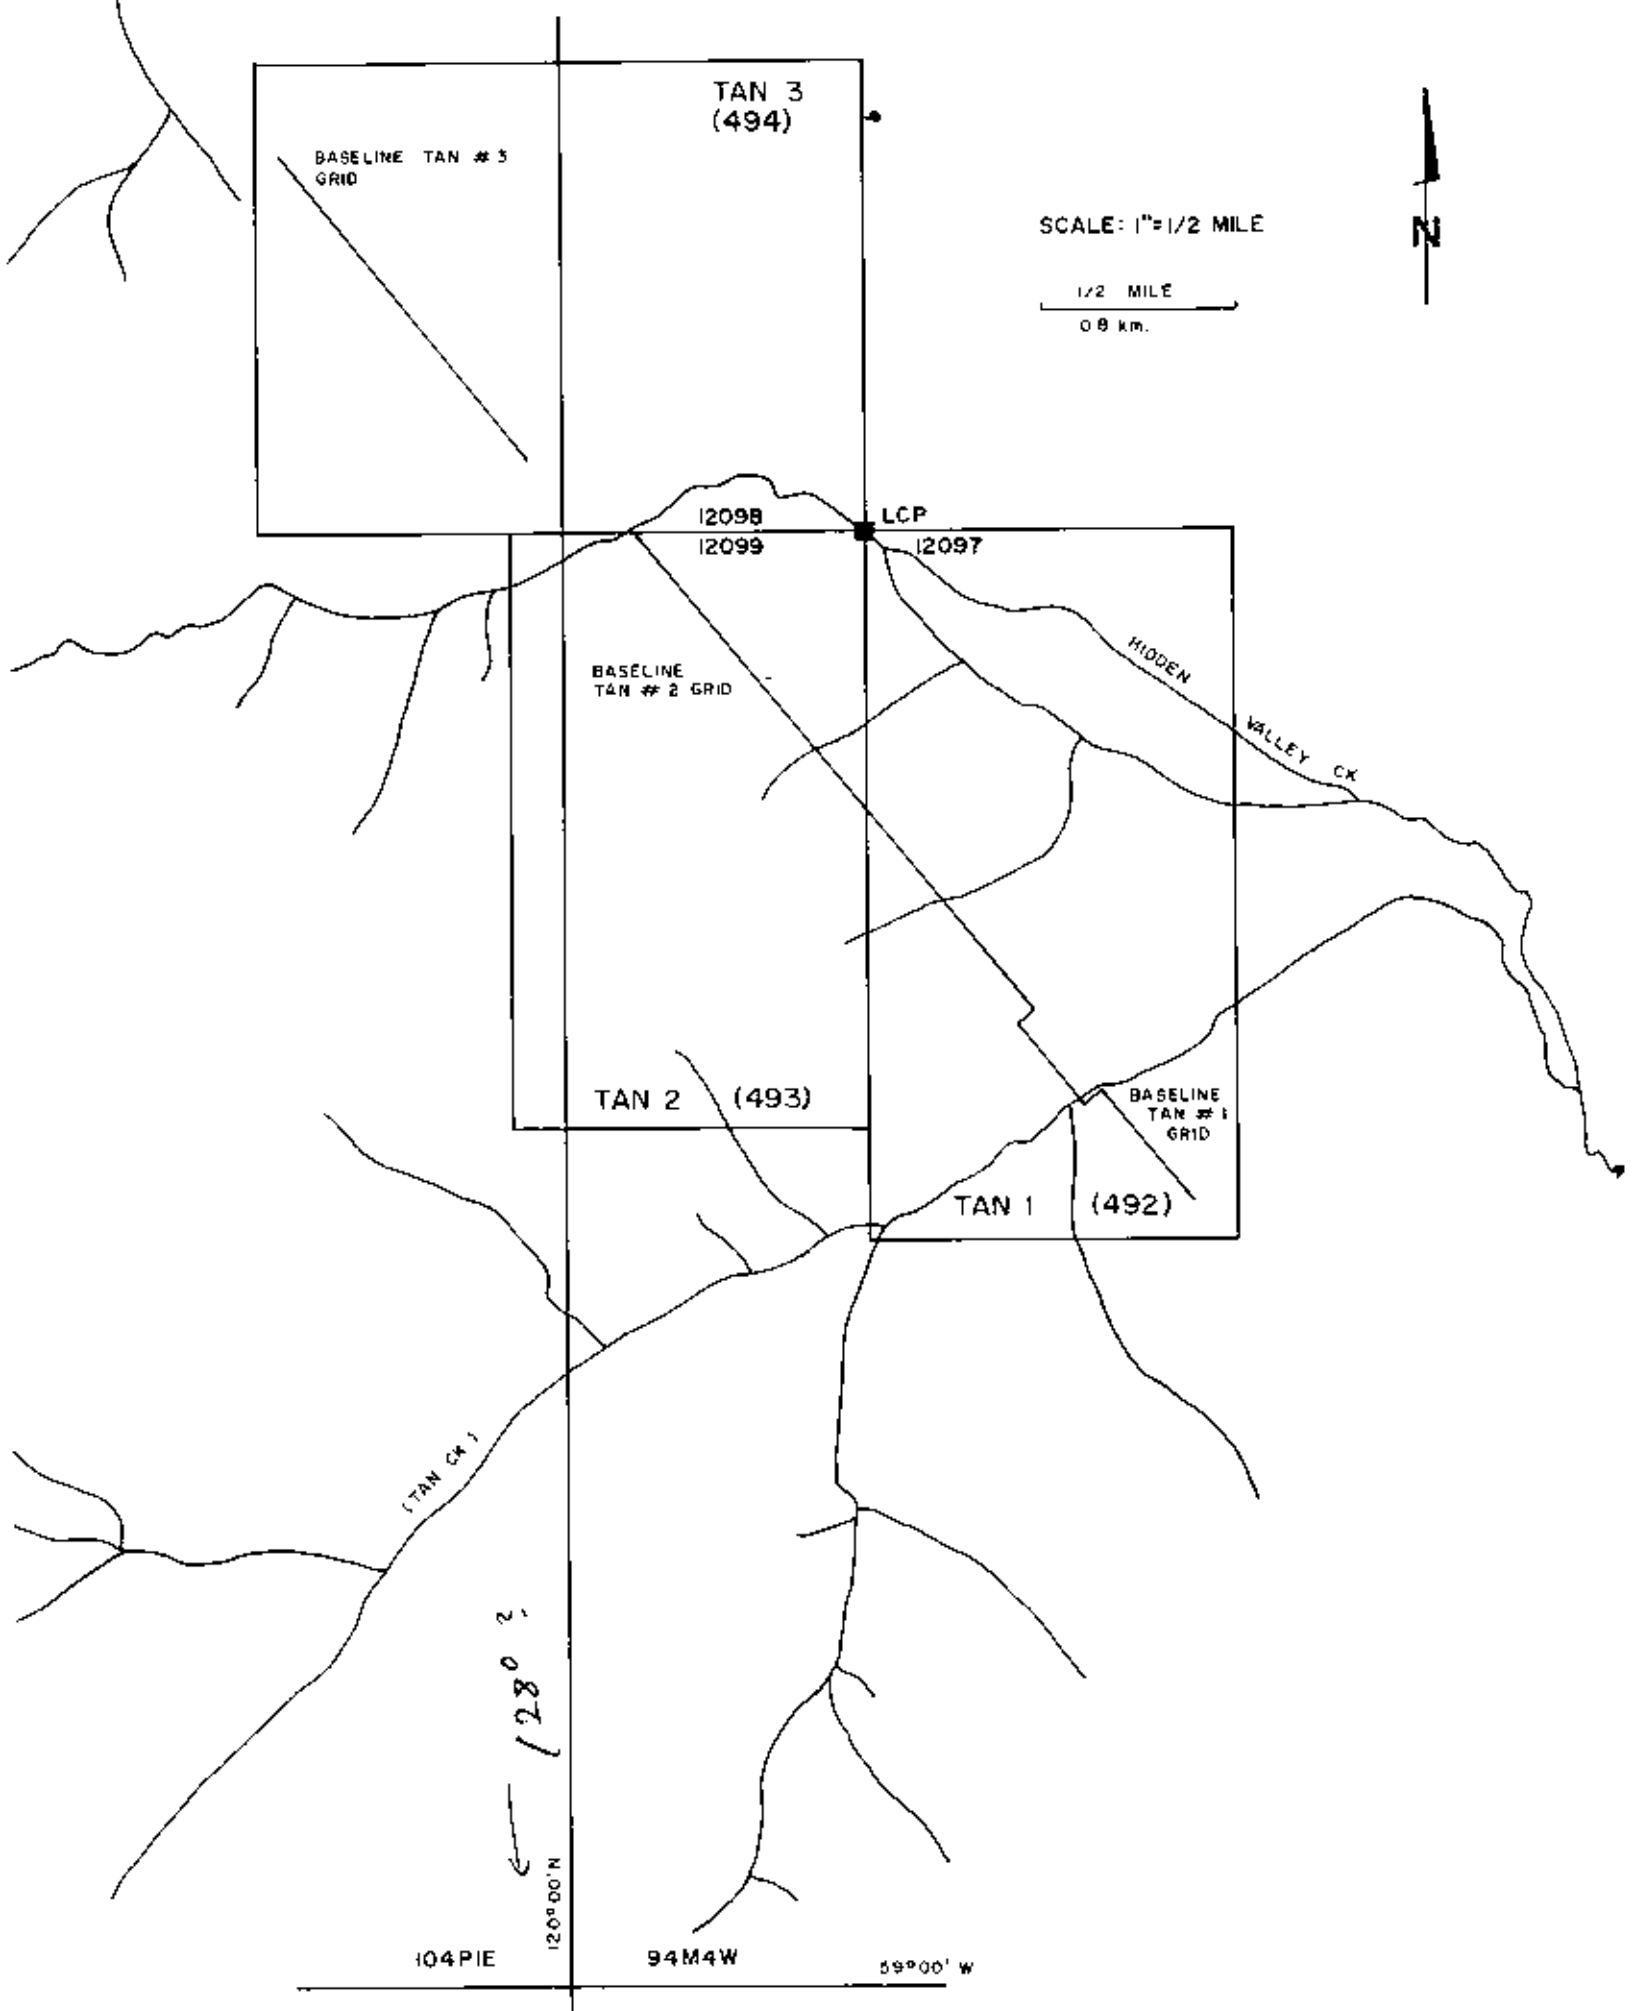 TAN 3
(494)
BASELINE TAN # 3
GRID
SCALE: 1"=1/2 MILE
N
1/2 MILE
0.8 km.
12098
LCP
12099
12097
HIDDEN VALLEY CK
BASELINE
TAN # 2 GRID
TAN 2 (493)
BASELINE
TAN # 1
GRID
TAN 1 (492)
(TAN CK)
128° ?
120°00'N
104P1E
94M4W
59°00' W